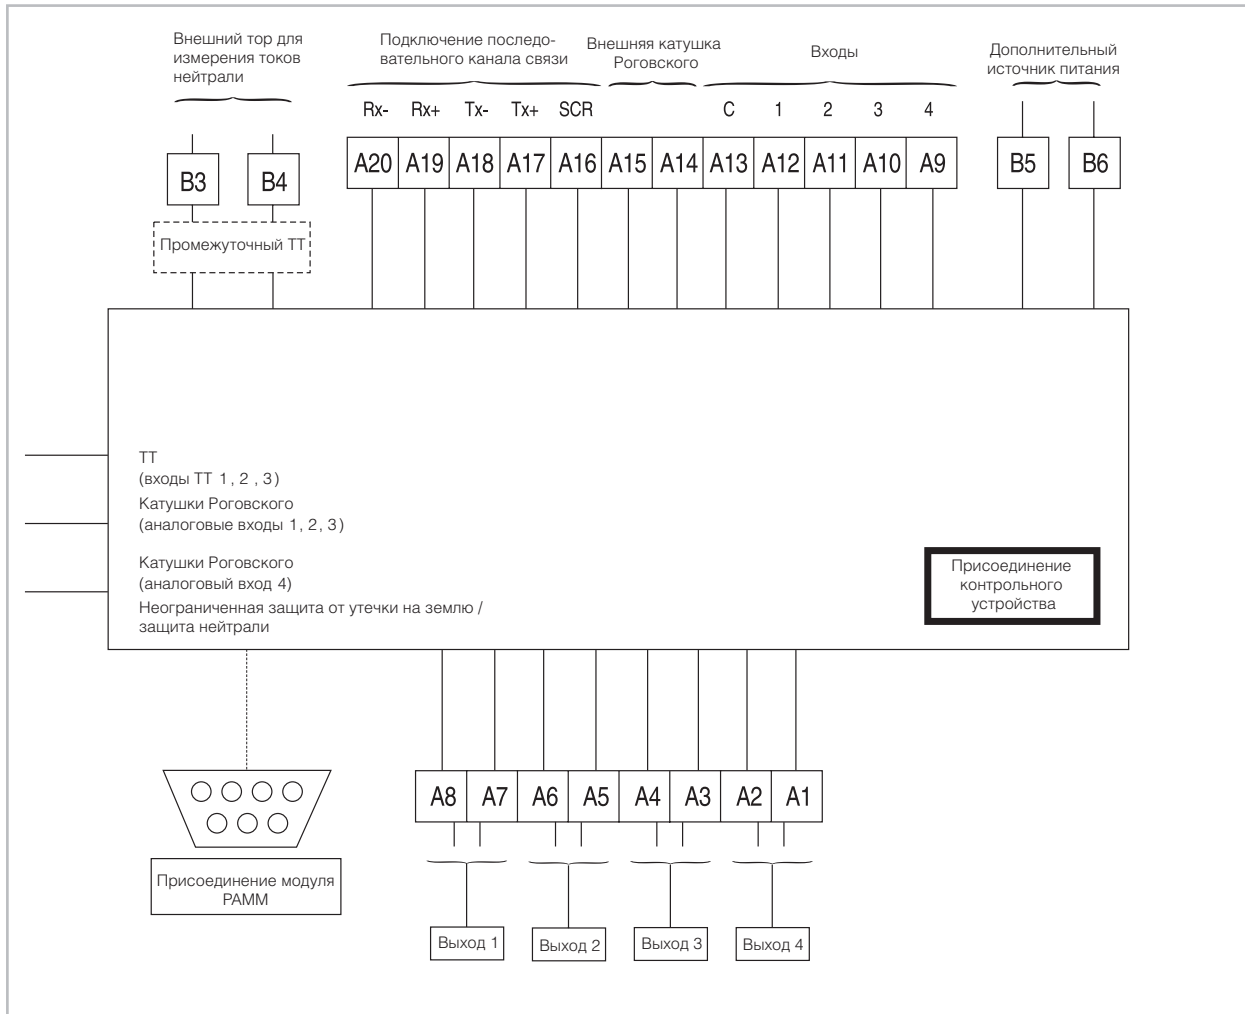 Внешний тор для
измерения токов
нейтрали
Подключение последо-
вательного канала связи
Внешняя катушка
Роговского
Входы
Дополнительный
источник питания
Rx- Rx+ Tx- Tx+ SCR C 1 2 3 4
B3 B4 A20 A19 A18 A17 A16 A15 A14 A13 A12 A11 A10 A9 B5 B6
Промежуточный ТТ
ТТ
(входы ТТ 1, 2 , 3)
Катушки Роговского
(аналоговые входы 1, 2, 3)
Катушки Роговского
(аналоговый вход 4)
Неограниченная защита от утечки на землю /
защита нейтрали
Присоединение
контрольного
устройства
A8 A7 A6 A5 A4 A3 A2 A1
Присоединение модуля
РАММ
Выход 1 Выход 2 Выход 3 Выход 4